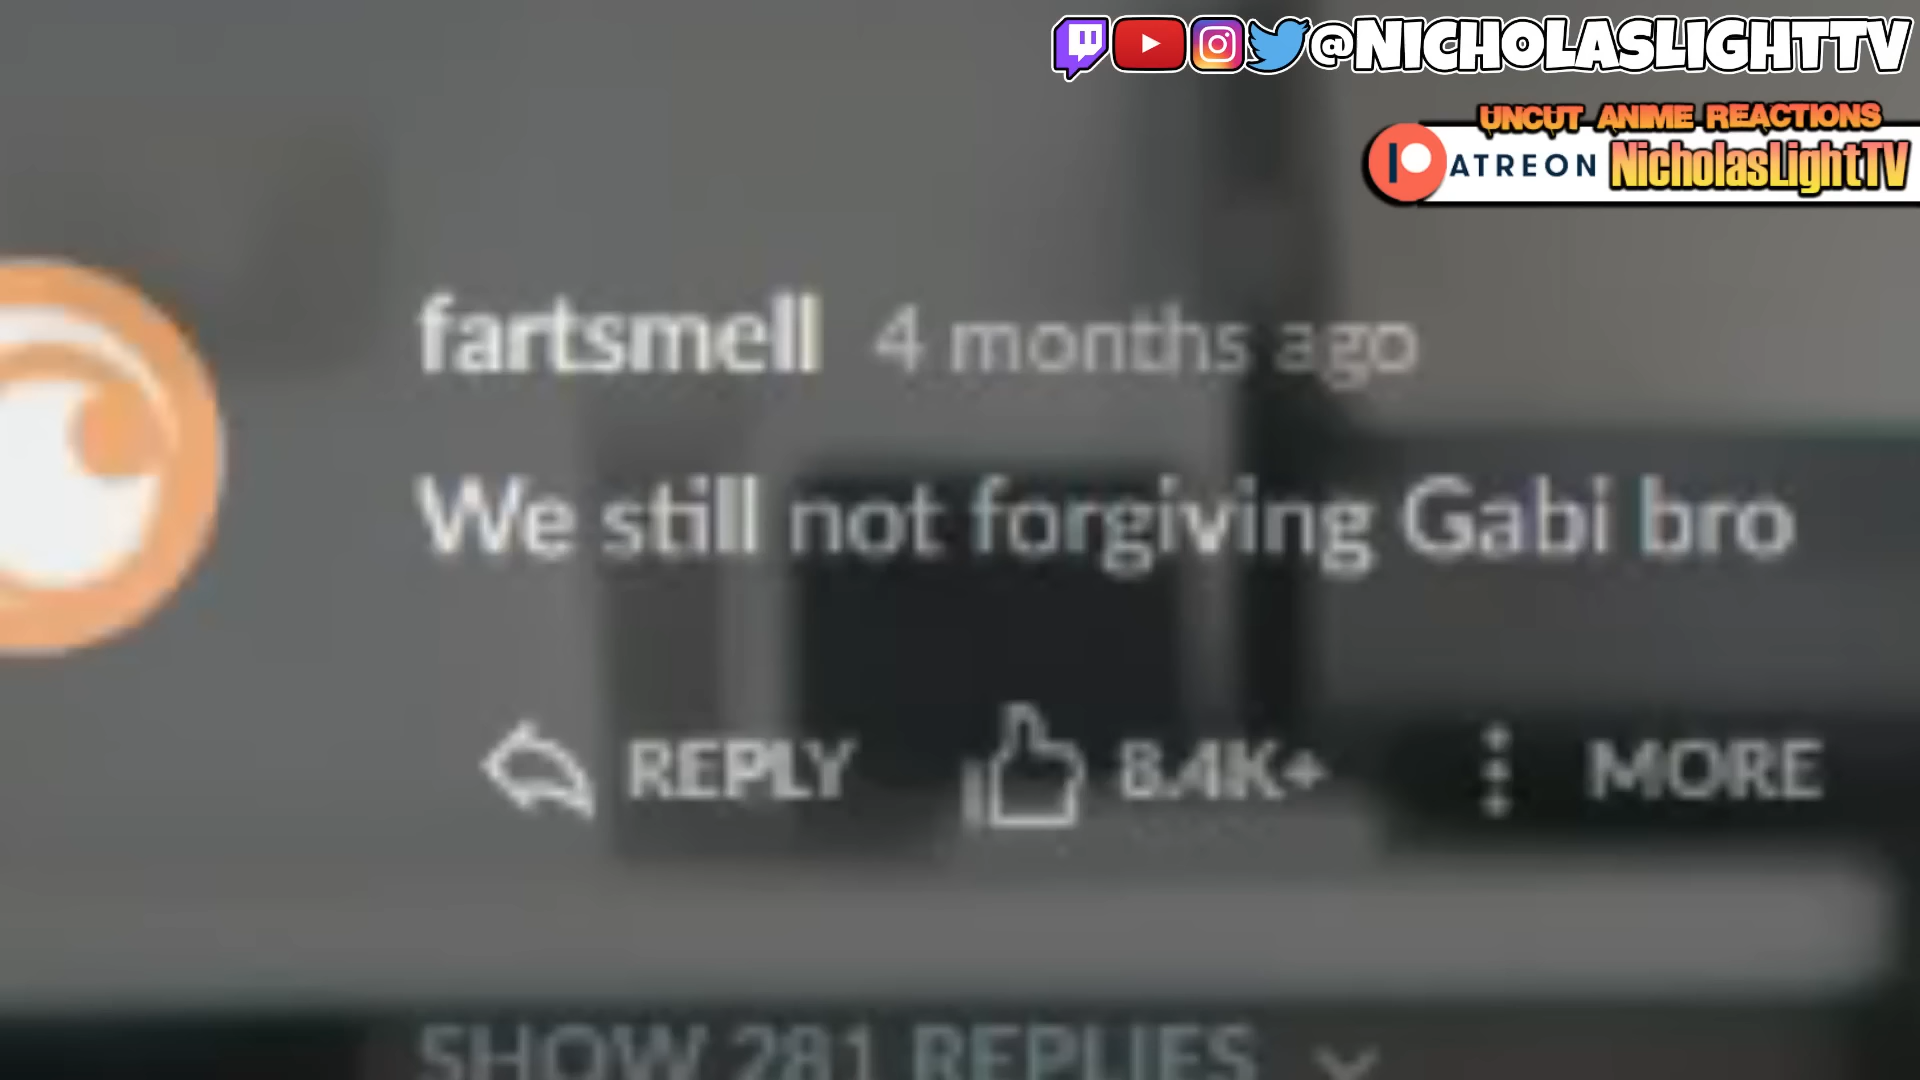 @NICHOLASLIGHTTV
UNCUT ANIME REACTIONS
PATREON NicholasLightTV
fartsmell 4 months ago
We still not forgiving Gabi bro
REPLY 8.4K+ MORE
SHOW 281 REPLIES